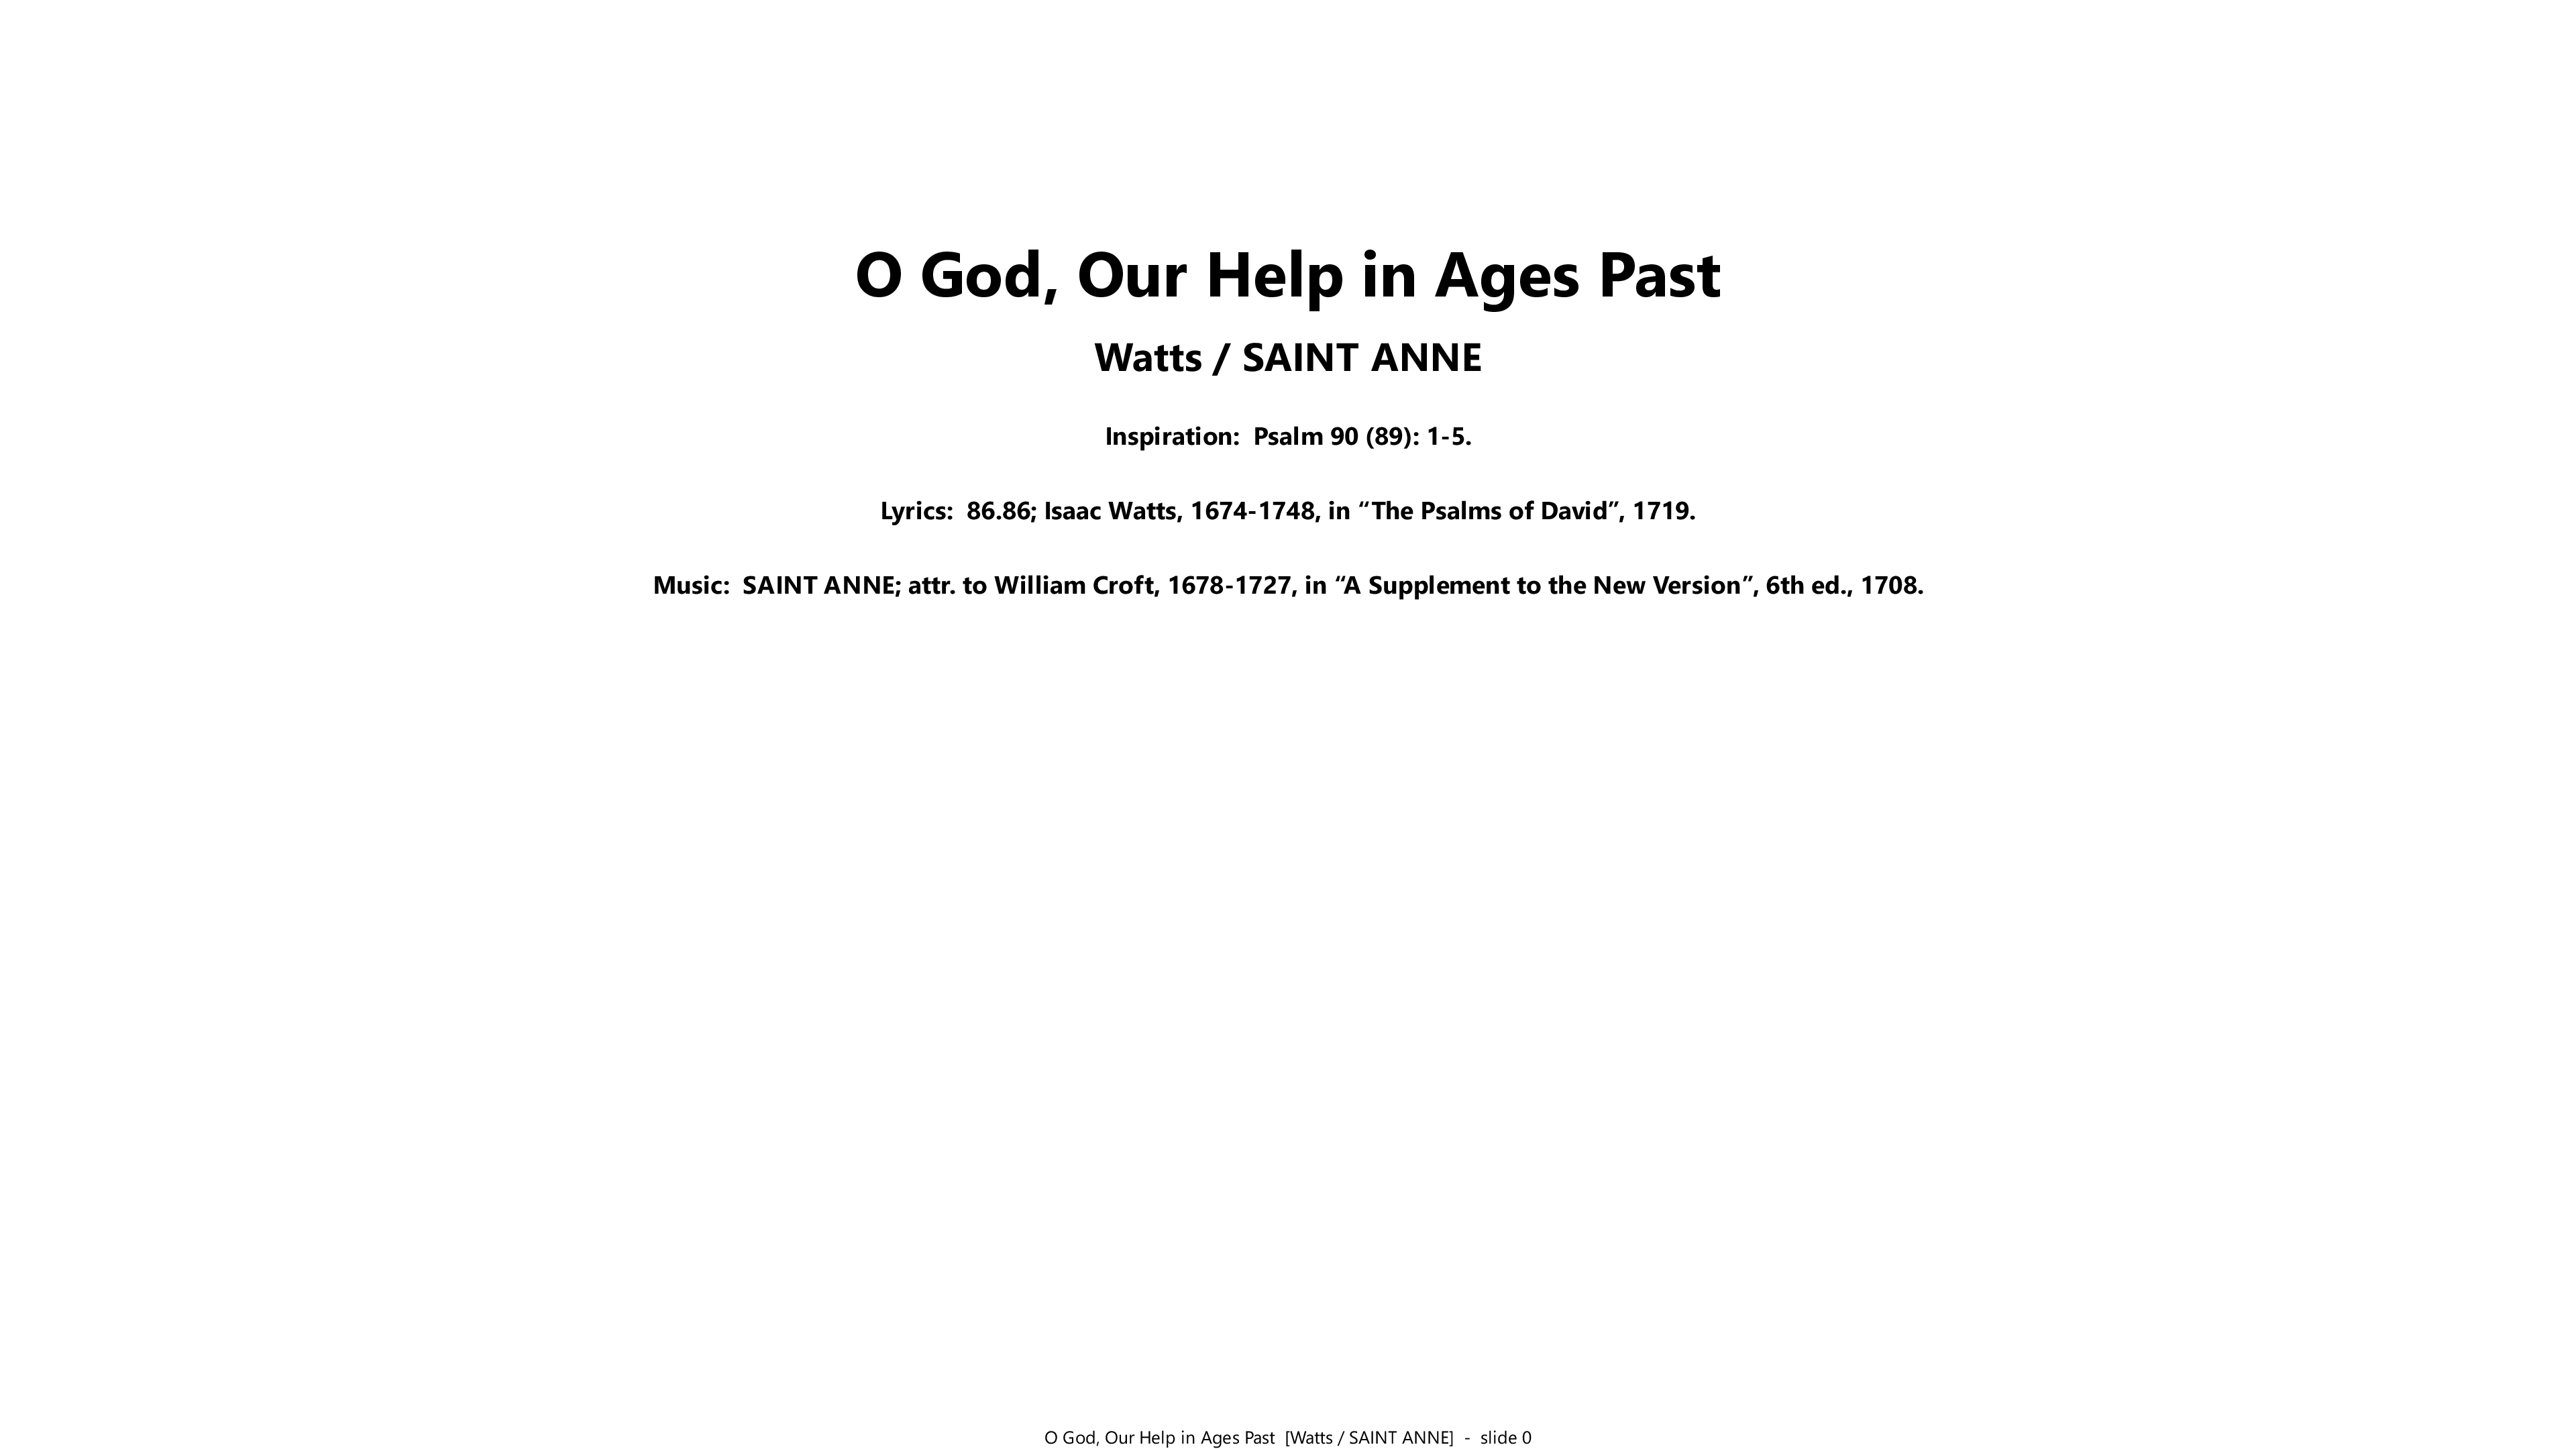 O God, Our Help in Ages Past
Watts / SAINT ANNE
Inspiration:  Psalm 90 (89): 1-5.
Lyrics:  86.86; Isaac Watts, 1674-1748, in “The Psalms of David”, 1719.
Music:  SAINT ANNE; attr. to William Croft, 1678-1727, in “A Supplement to the New Version”, 6th ed., 1708.
O God, Our Help in Ages Past  [Watts / SAINT ANNE]  -  slide 0